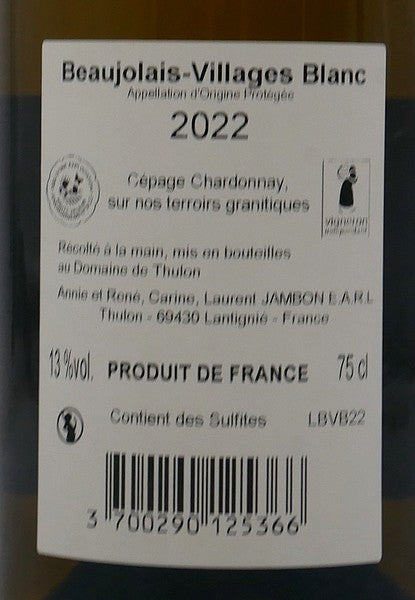 Beaujolais-Villages Blanc
Appellation d'Origine Protégée
2022
Cépage Chardonnay,
sur nos terroirs granitiques
vigneron
indépendant
Récolté à la main, mis en bouteilles
au Domaine de Thulon
Annie et René, Carine, Laurent JAMBON E.A.R.L
Thulon - 69430 Lantignié - France
13 %vol. PRODUIT DE FRANCE 75 cl
Contient des Sulfites LBVB22
3 700290 125366